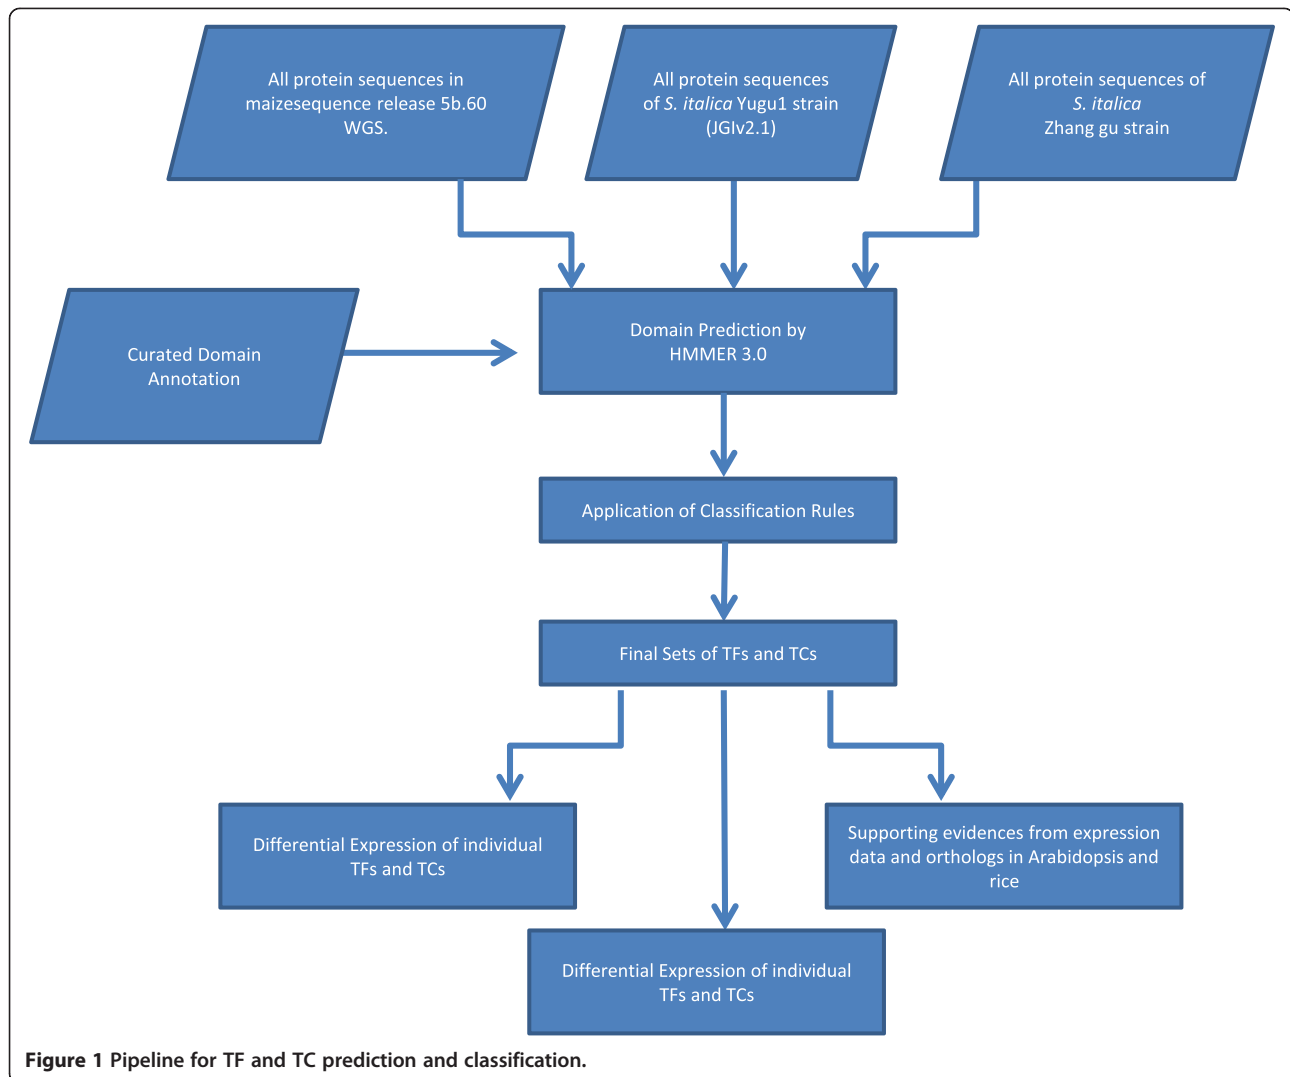 All protein sequences in
maizesequence release 5b.60
WGS.
All protein sequences
of S. italica Yugu1 strain
(JGIv2.1)
All protein sequences of
S. italica
Zhang gu strain
Curated Domain
Annotation
Domain Prediction by
HMMER 3.0
Application of Classification Rules
Final Sets of TFs and TCs
Differential Expression of individual
TFs and TCs
Supporting evidences from expression
data and orthologs in Arabidopsis and
rice
Differential Expression of individual
TFs and TCs
Figure 1 Pipeline for TF and TC prediction and classification.